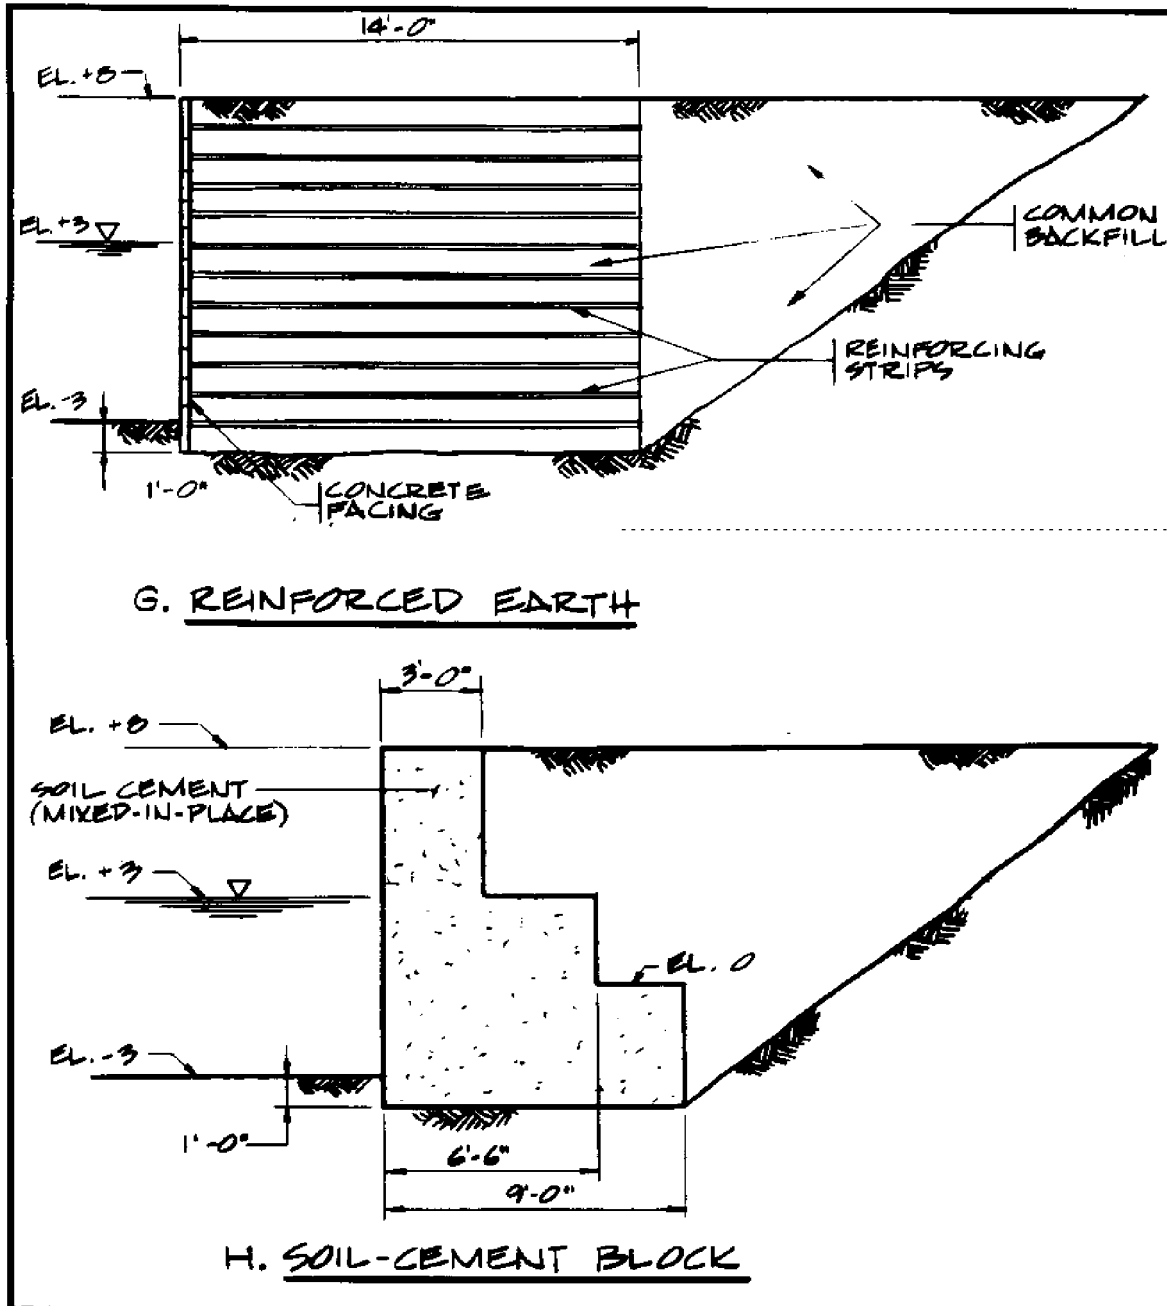 14'-0"
EL. +8
EL. +3
COMMON
BACKFILL
REINFORCING
STRIPS
EL. -3
1'-0"
CONCRETE
FACING
G. REINFORCED EARTH
3'-0"
EL. +8
SOIL CEMENT
(MIXED-IN-PLACE)
EL. +3
EL. 0
EL. -3
1'-0"
6'-6"
9'-0"
H. SOIL-CEMENT BLOCK